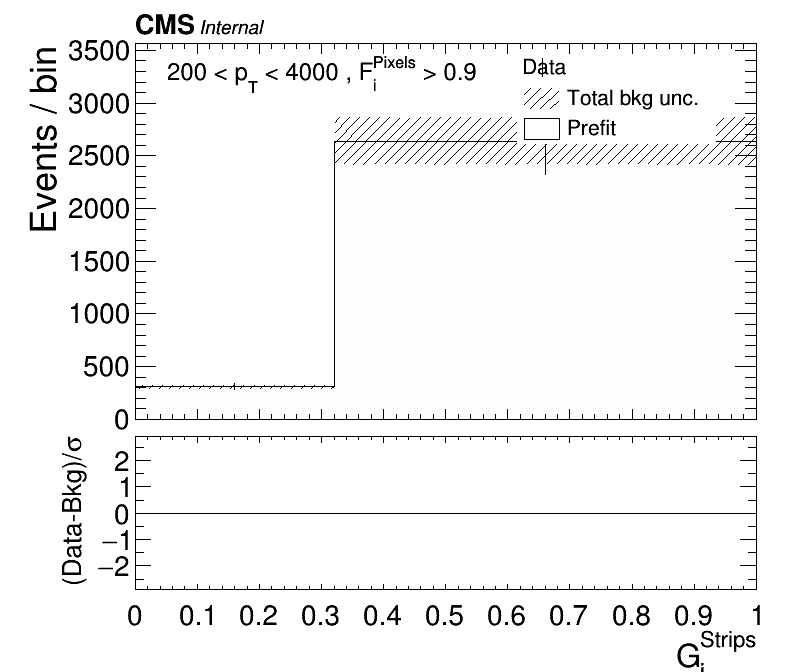 CMS Internal
Events / bin
3500
3000
2500
2000
1500
1000
500
0
200 < p_T < 4000 , F_i^Pixels > 0.9
Data
Total bkg unc.
Prefit
(Data-Bkg)/σ
2
1
0
−1
−2
0 0.1 0.2 0.3 0.4 0.5 0.6 0.7 0.8 0.9 1
G_i^Strips